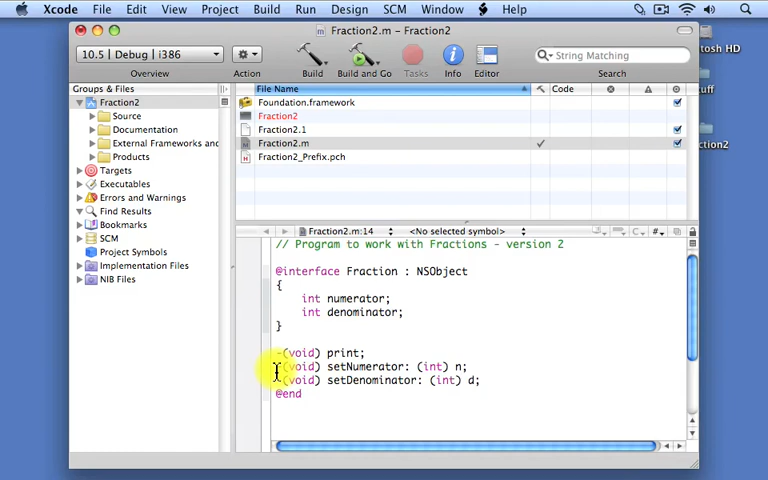 Xcode File Edit View Project Build Design SCM Window Help
Fraction2.m – Fraction2
10.5 | Debug | i386
String Matching
Overview Action Build Build and Go Tasks Info Editor Search
Groups & Files
Fraction2
Source
Documentation
External Frameworks and
Products
Targets
Executables
Errors and Warnings
Find Results
Bookmarks
SCM
Project Symbols
Implementation Files
NIB Files
File Name Code
Foundation.framework
Fraction2
Fraction2.1
Fraction2.m
Fraction2_Prefix.pch
Fraction2.m:14 <No selected symbol> C #
// Program to work with Fractions – version 2
@interface Fraction : NSObject
{
int numerator;
int denominator;
}
-(void) print;
-(void) setNumerator: (int) n;
-(void) setDenominator: (int) d;
@end
tosh HD
uff
ction2